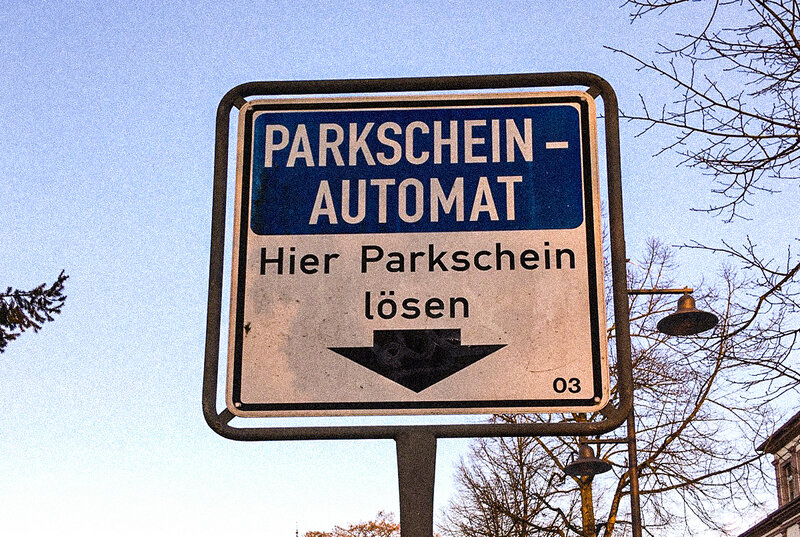 PARKSCHEIN–
AUTOMAT
Hier Parkschein
lösen
03